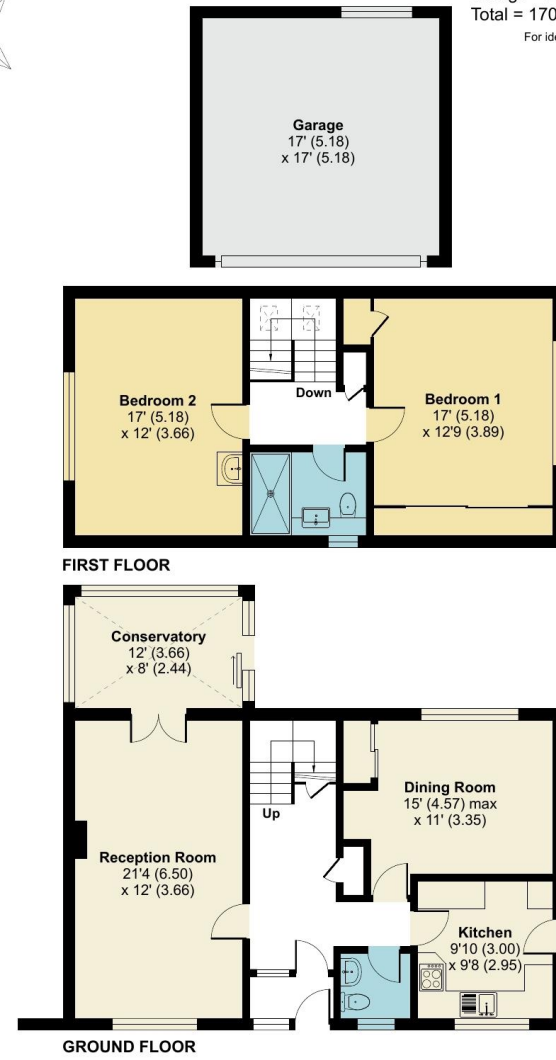 Total = 170
For ide
Garage
17' (5.18)
x 17' (5.18)
Bedroom 2
17' (5.18)
x 12' (3.66)
Down
Bedroom 1
17' (5.18)
x 12'9 (3.89)
FIRST FLOOR
Conservatory
12' (3.66)
x 8' (2.44)
Up
Dining Room
15' (4.57) max
x 11' (3.35)
Reception Room
21'4 (6.50)
x 12' (3.66)
Kitchen
9'10 (3.00)
x 9'8 (2.95)
GROUND FLOOR